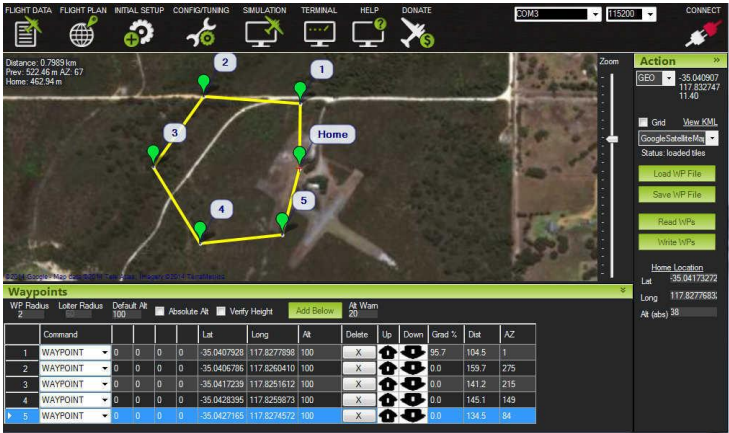 FLIGHT DATA FLIGHT PLAN INITIAL SETUP CONFIG/TUNING SIMULATION TERMINAL HELP DONATE COM3 115200 CONNECT
Distance: 0.7989 km
Prev: 522.46 m AZ: 67
Home: 462.94 m
2
1
3
Home
4
5
Zoom
Action »
GEO -35.040907
117.832747
11.40
Grid View KML
GoogleSatelliteMap
Status: loaded tiles
Load WP File
Save WP File
Read WPs
Write WPs
Home Location
Lat -35.04173272
Long 117.8277683
Alt (abs) 38
Waypoints
WP Radius Loiter Radius Default Alt Alt Warn
2 100 Absolute Alt Verify Height Add Below 20
Command Lat Long Alt Delete Up Down Grad % Dist AZ
1 WAYPOINT 0 0 0 0 -35.0407928 117.8277898 100 X 95.7 104.5 1
2 WAYPOINT 0 0 0 0 -35.0406786 117.8260410 100 X 0.0 159.7 275
3 WAYPOINT 0 0 0 0 -35.0417239 117.8251612 100 X 0.0 141.2 215
4 WAYPOINT 0 0 0 0 -35.0428395 117.8259873 100 X 0.0 145.1 149
5 WAYPOINT 0 0 0 0 -35.0427165 117.8274572 100 X 0.0 134.5 84